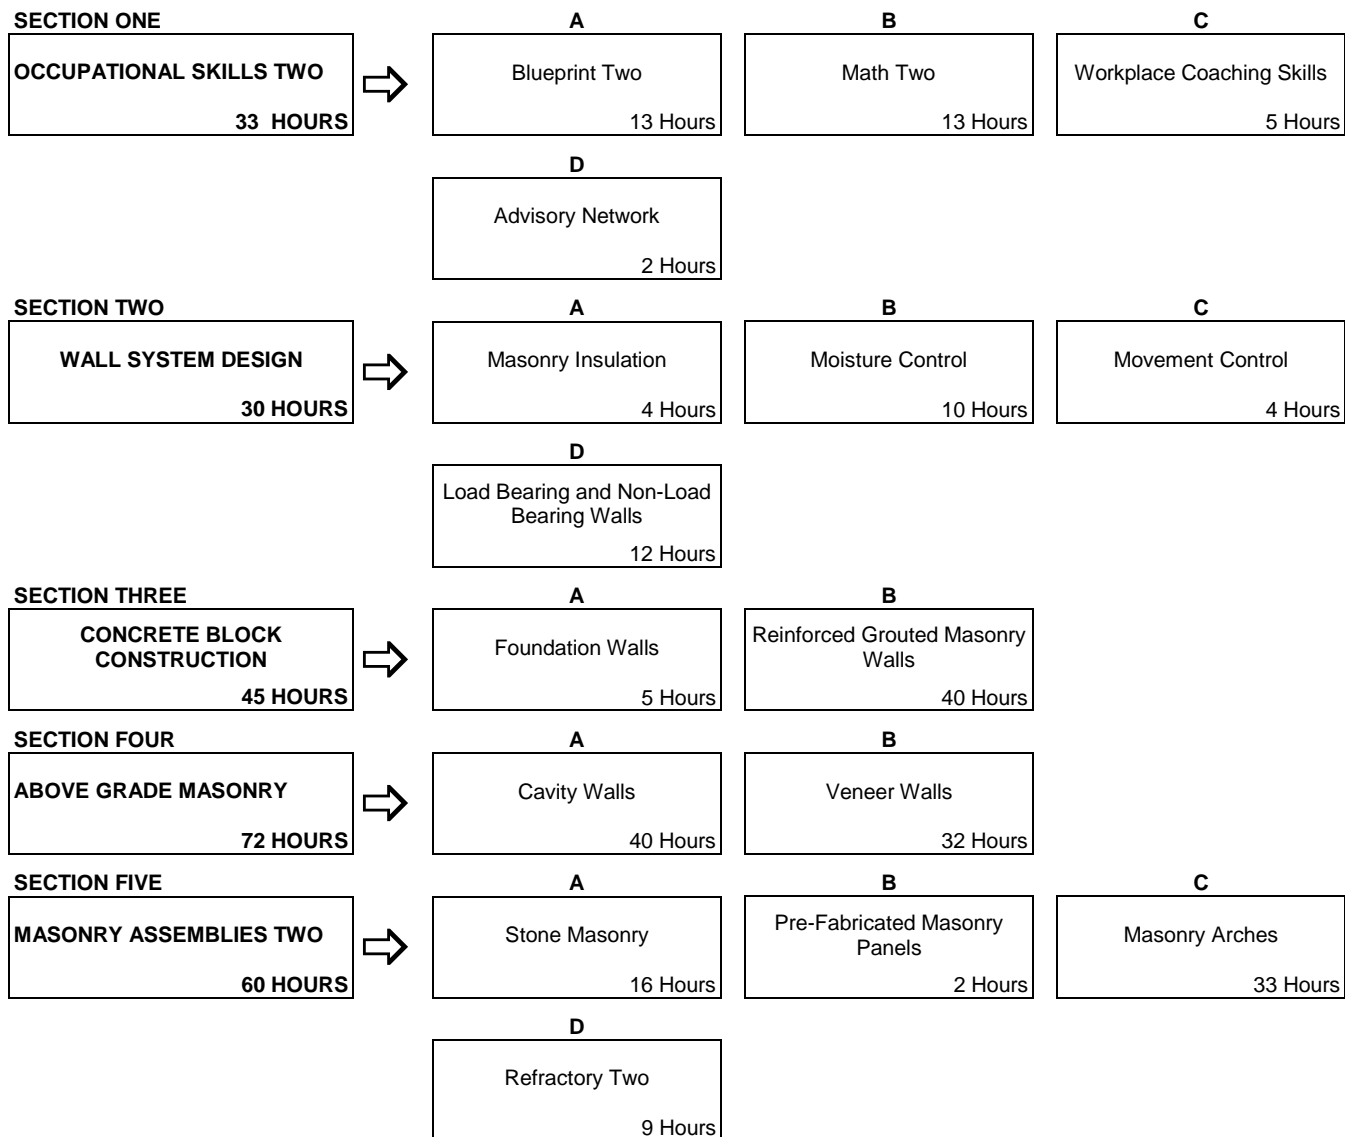 SECTION ONE
A
B
C
OCCUPATIONAL SKILLS TWO
33 HOURS
Blueprint Two
13 Hours
Math Two
13 Hours
Workplace Coaching Skills
5 Hours
D
Advisory Network
2 Hours
SECTION TWO
A
B
C
WALL SYSTEM DESIGN
30 HOURS
Masonry Insulation
4 Hours
Moisture Control
10 Hours
Movement Control
4 Hours
D
Load Bearing and Non-Load
Bearing Walls
12 Hours
SECTION THREE
A
B
CONCRETE BLOCK
CONSTRUCTION
45 HOURS
Foundation Walls
5 Hours
Reinforced Grouted Masonry
Walls
40 Hours
SECTION FOUR
A
B
ABOVE GRADE MASONRY
72 HOURS
Cavity Walls
40 Hours
Veneer Walls
32 Hours
SECTION FIVE
A
B
C
MASONRY ASSEMBLIES TWO
60 HOURS
Stone Masonry
16 Hours
Pre-Fabricated Masonry
Panels
2 Hours
Masonry Arches
33 Hours
D
Refractory Two
9 Hours